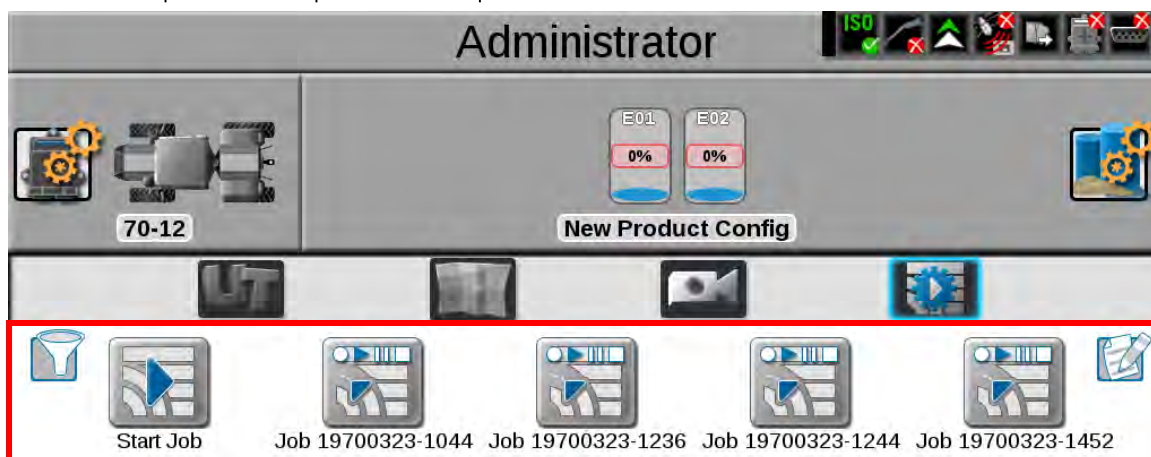 Administrator
ISO
E01 E02
0% 0%
70-12
New Product Config
UT
Start Job
Job 19700323-1044
Job 19700323-1236
Job 19700323-1244
Job 19700323-1452